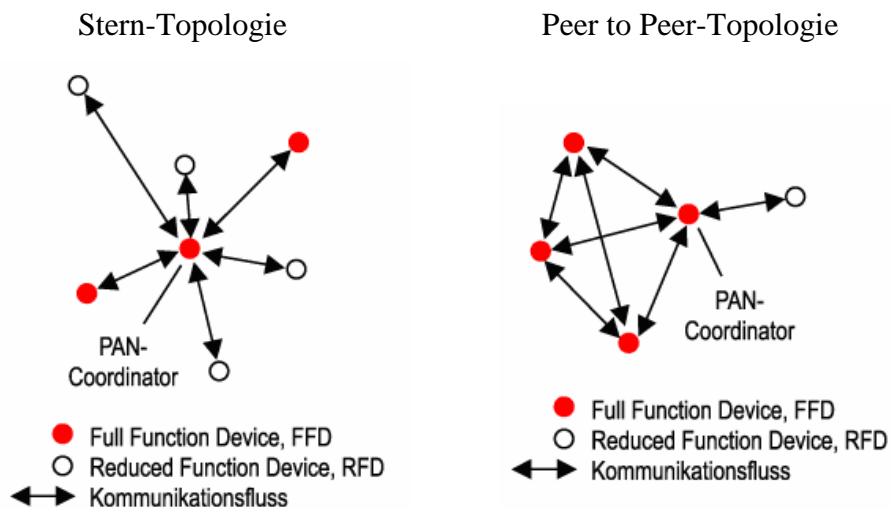 Stern-Topologie
PAN-
Coordinator
Full Function Device, FFD
Reduced Function Device, RFD
Kommunikationsfluss
Peer to Peer-Topologie
PAN-
Coordinator
Full Function Device, FFD
Reduced Function Device, RFD
Kommunikationsfluss